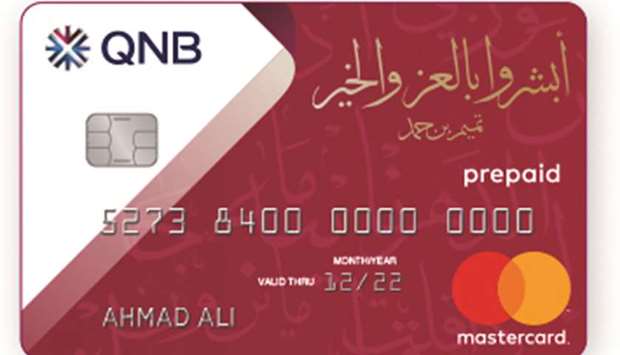 QNB
أبشروا بالعز والخير
تميم بن حمد
prepaid
5273 8400 0000 0000
MONTH/YEAR
VALID THRU 12/22
AHMAD ALI
mastercard.